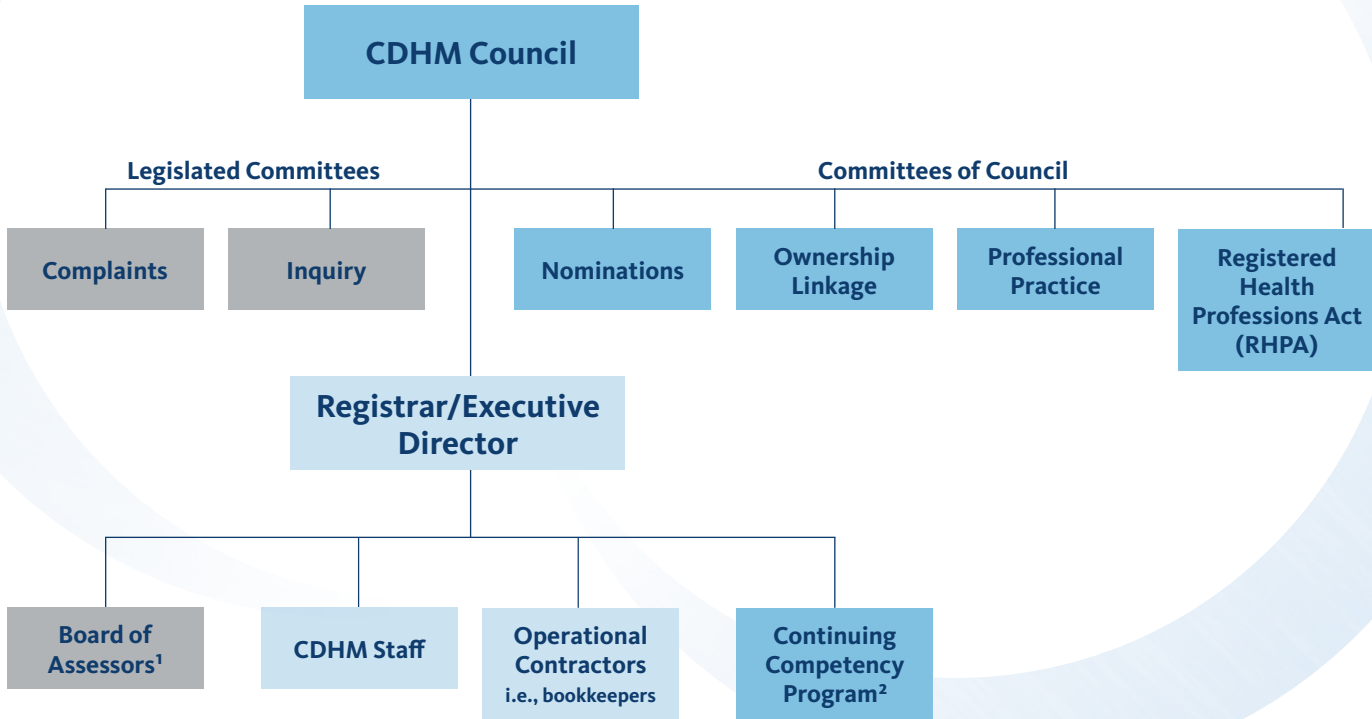 CDHM Council
Legislated Committees
Committees of Council
Complaints
Inquiry
Nominations
Ownership
Linkage
Professional
Practice
Registered
Health
Professions Act
(RHPA)
Registrar/Executive
Director
Board of
Assessors¹
CDHM Staff
Operational
Contractors
i.e., bookkeepers
Continuing
Competency
Program²